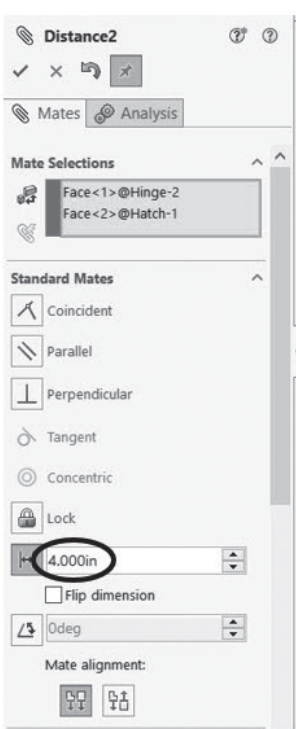 Distance2
Mates Analysis
Mate Selections
Face<1>@Hinge-2
Face<2>@Hatch-1
Standard Mates
Coincident
Parallel
Perpendicular
Tangent
Concentric
Lock
4.000in
Flip dimension
0deg
Mate alignment: